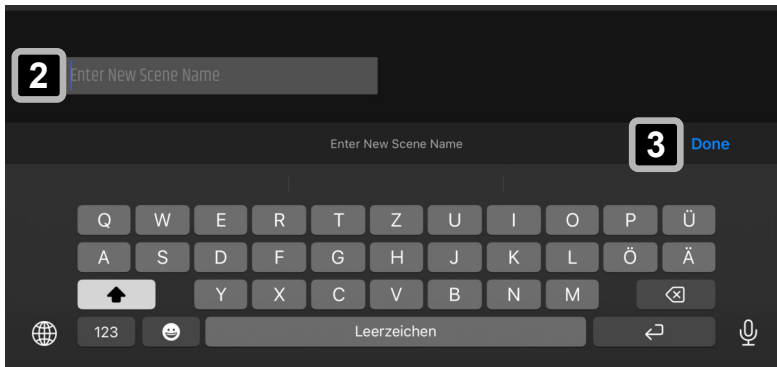 2 Enter New Scene Name
Enter New Scene Name 3 Done
Q W E R T Z U I O P Ü
A S D F G H J K L Ö Ä
Y X C V B N M
123 Leerzeichen